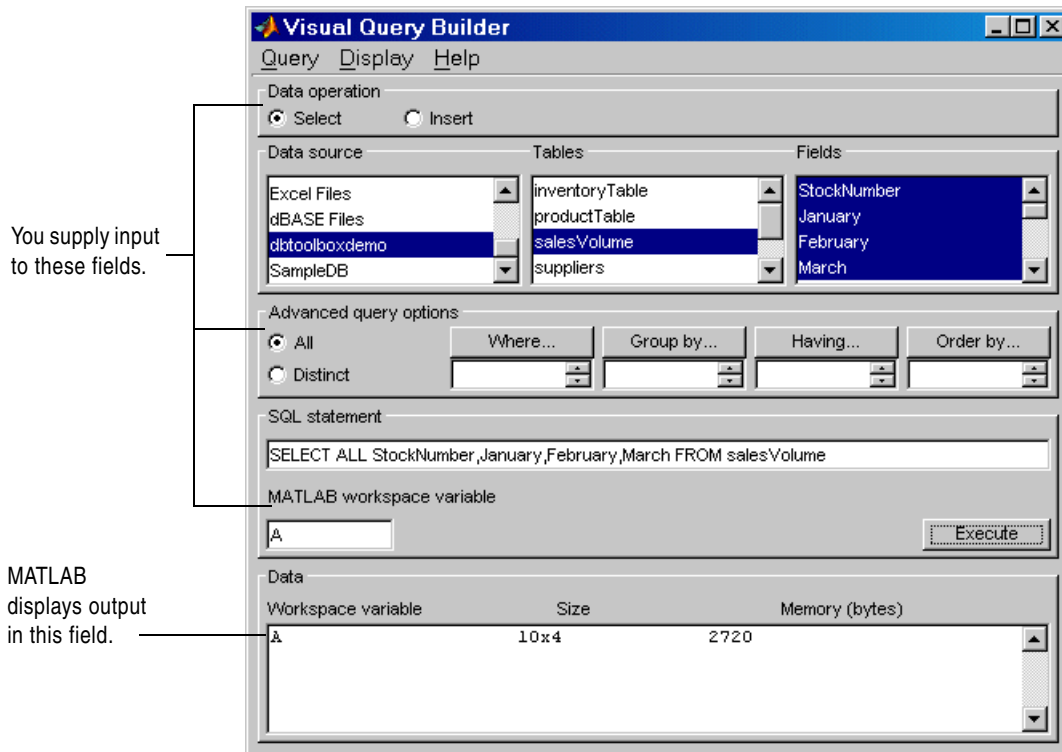 Visual Query Builder
Query Display Help
Data operation
Select Insert
Data source Tables Fields
Excel Files
dBASE Files
dbtoolboxdemo
SampleDB
inventoryTable
productTable
salesVolume
suppliers
StockNumber
January
February
March
You supply input
to these fields.
Advanced query options
All
Distinct
Where... Group by... Having... Order by...
SQL statement
SELECT ALL StockNumber,January,February,March FROM salesVolume
MATLAB workspace variable
A
Execute
MATLAB
displays output
in this field.
Data
Workspace variable Size Memory (bytes)
A 10x4 2720